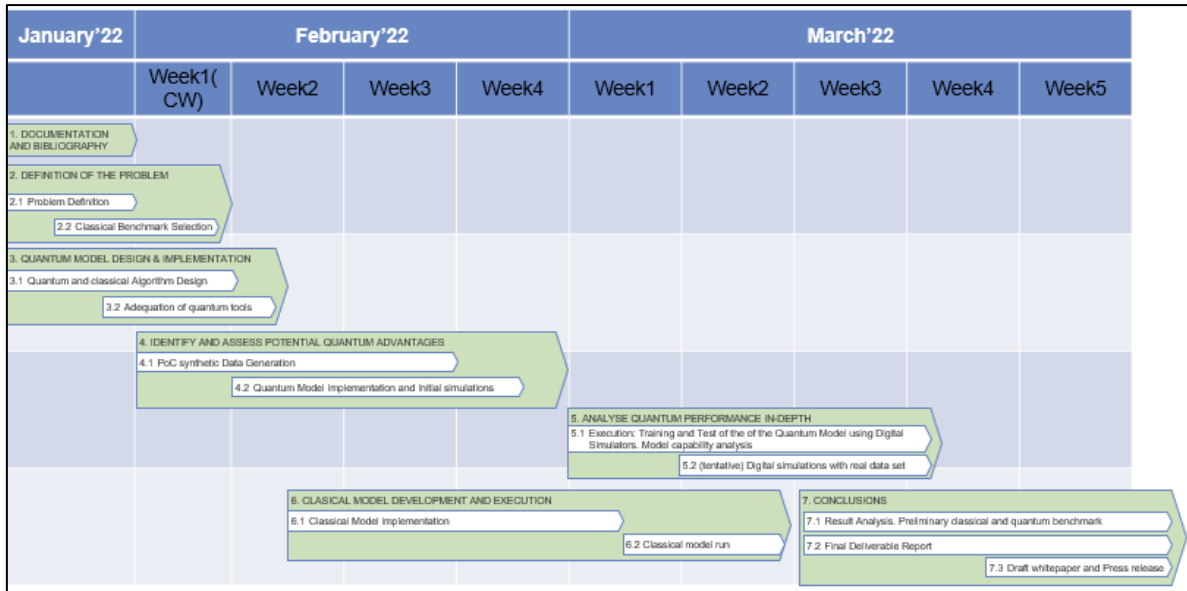 January'22
February'22
March'22
Week1(
CW)
Week2
Week3
Week4
Week1
Week2
Week3
Week4
Week5
1. DOCUMENTATION
AND BIBLIOGRAPHY
2. DEFINITION OF THE PROBLEM
2.1 Problem Definition
2.2 Classical Benchmark Selection
3. QUANTUM MODEL DESIGN & IMPLEMENTATION
3.1 Quantum and classical Algorithm Design
3.2 Adequation of quantum tools
4. IDENTIFY AND ASSESS POTENTIAL QUANTUM ADVANTAGES
4.1 PoC synthetic Data Generation
4.2 Quantum Model Implementation and Initial simulations
5. ANALYSE QUANTUM PERFORMANCE IN-DEPTH
5.1 Execution: Training and Test of the of the Quantum Model using Digital
Simulators. Model capability analysis
5.2 (tentative) Digital simulations with real data set
6. CLASICAL MODEL DEVELOPMENT AND EXECUTION
6.1 Classical Model Implementation
6.2 Classical model run
7. CONCLUSIONS
7.1 Result Analysis. Preliminary classical and quantum benchmark
7.2 Final Deliverable Report
7.3 Draft whitepaper and Press release